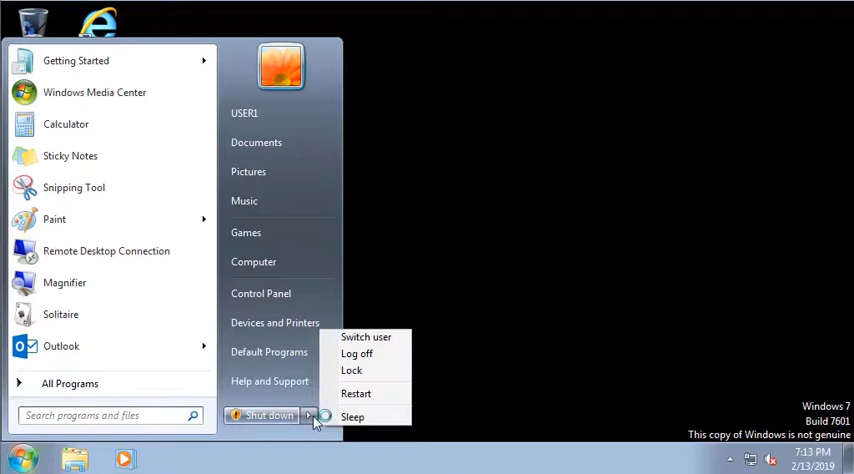 Getting Started
Windows Media Center
Calculator
Sticky Notes
Snipping Tool
Paint
Remote Desktop Connection
Magnifier
Solitaire
Outlook
All Programs
Search programs and files
USER1
Documents
Pictures
Music
Games
Computer
Control Panel
Devices and Printers
Default Programs
Help and Support
Shut down
Switch user
Log off
Lock
Restart
Sleep
Windows 7
Build 7601
This copy of Windows is not genuine
7:13 PM
2/13/2019